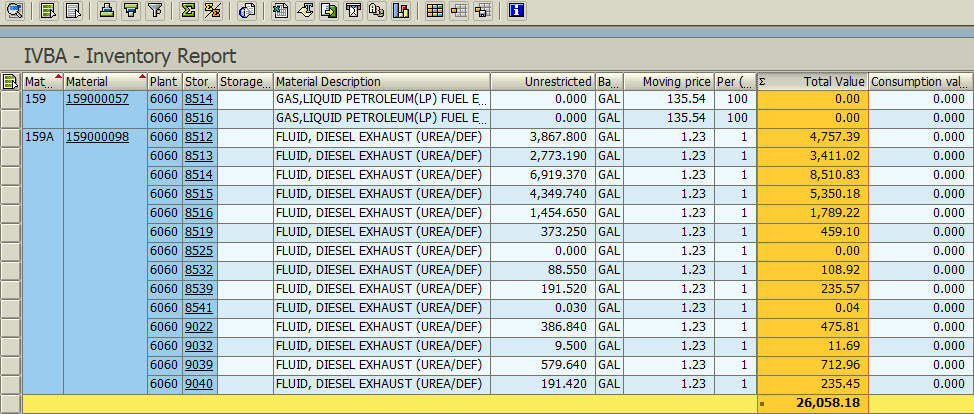 IVBA - Inventory Report
Mat.. Material Plant Stor.. Storage.. Material Description Unrestricted Ba... Moving price Per (... Σ Total Value Consumption val..
159 159000057 6060 8514 GAS,LIQUID PETROLEUM(LP) FUEL E... 0.000 GAL 135.54 100 0.00 0.000
6060 8516 GAS,LIQUID PETROLEUM(LP) FUEL E... 0.000 GAL 135.54 100 0.00 0.000
159A 159000098 6060 8512 FLUID, DIESEL EXHAUST (UREA/DEF) 3,867.800 GAL 1.23 1 4,757.39 0.000
6060 8513 FLUID, DIESEL EXHAUST (UREA/DEF) 2,773.190 GAL 1.23 1 3,411.02 0.000
6060 8514 FLUID, DIESEL EXHAUST (UREA/DEF) 6,919.370 GAL 1.23 1 8,510.83 0.000
6060 8515 FLUID, DIESEL EXHAUST (UREA/DEF) 4,349.740 GAL 1.23 1 5,350.18 0.000
6060 8516 FLUID, DIESEL EXHAUST (UREA/DEF) 1,454.650 GAL 1.23 1 1,789.22 0.000
6060 8519 FLUID, DIESEL EXHAUST (UREA/DEF) 373.250 GAL 1.23 1 459.10 0.000
6060 8525 FLUID, DIESEL EXHAUST (UREA/DEF) 0.000 GAL 1.23 1 0.00 0.000
6060 8532 FLUID, DIESEL EXHAUST (UREA/DEF) 88.550 GAL 1.23 1 108.92 0.000
6060 8539 FLUID, DIESEL EXHAUST (UREA/DEF) 191.520 GAL 1.23 1 235.57 0.000
6060 8541 FLUID, DIESEL EXHAUST (UREA/DEF) 0.030 GAL 1.23 1 0.04 0.000
6060 9022 FLUID, DIESEL EXHAUST (UREA/DEF) 386.840 GAL 1.23 1 475.81 0.000
6060 9032 FLUID, DIESEL EXHAUST (UREA/DEF) 9.500 GAL 1.23 1 11.69 0.000
6060 9039 FLUID, DIESEL EXHAUST (UREA/DEF) 579.640 GAL 1.23 1 712.96 0.000
6060 9040 FLUID, DIESEL EXHAUST (UREA/DEF) 191.420 GAL 1.23 1 235.45 0.000
26,058.18